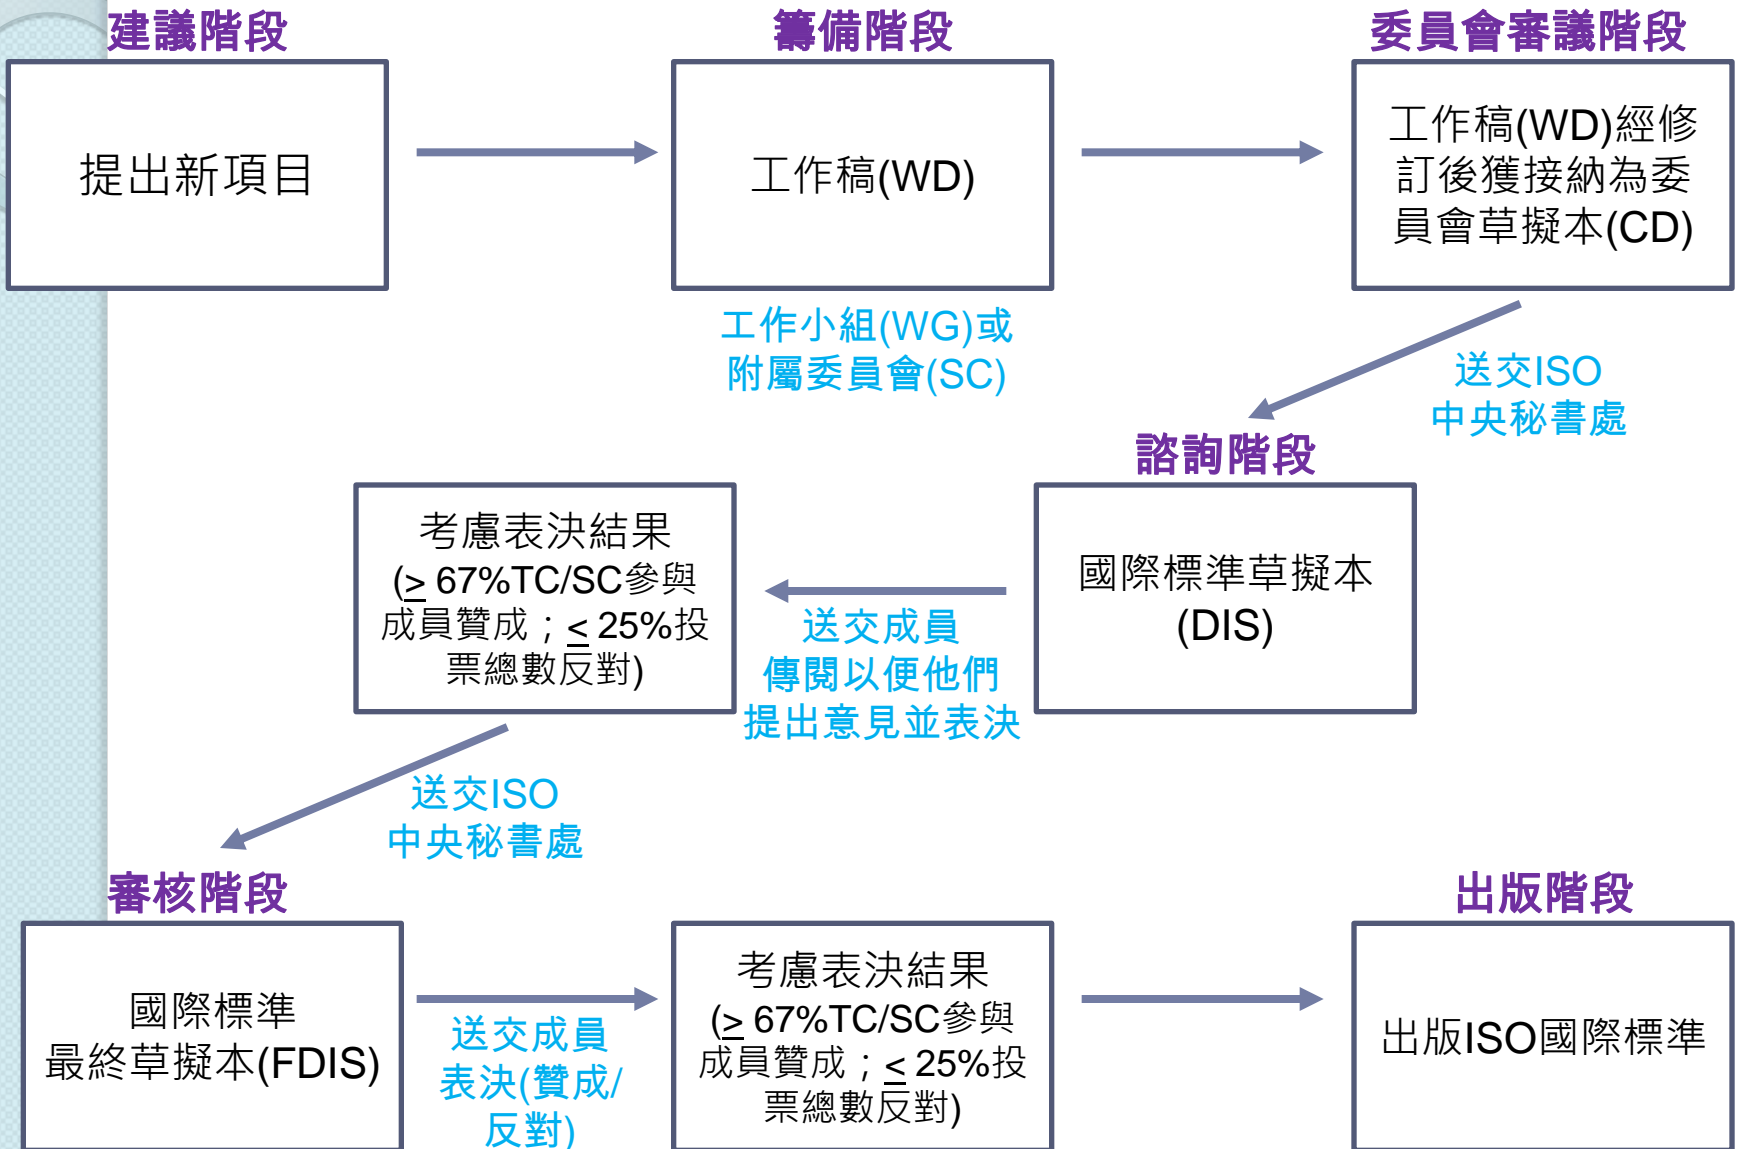 建議階段
提出新項目
籌備階段
工作稿(WD)
工作小組(WG)或
附屬委員會(SC)
委員會審議階段
工作稿(WD)經修
訂後獲接納為委
員會草擬本(CD)
送交ISO
中央秘書處
諮詢階段
國際標準草擬本
(DIS)
送交成員
傳閱以便他們
提出意見並表決
考慮表決結果
(≥ 67%TC/SC參與
成員贊成；≤ 25%投
票總數反對)
送交ISO
中央秘書處
審核階段
國際標準
最終草擬本(FDIS)
送交成員
表決(贊成/
反對)
考慮表決結果
(≥ 67%TC/SC參與
成員贊成；≤ 25%投
票總數反對)
出版階段
出版ISO國際標準